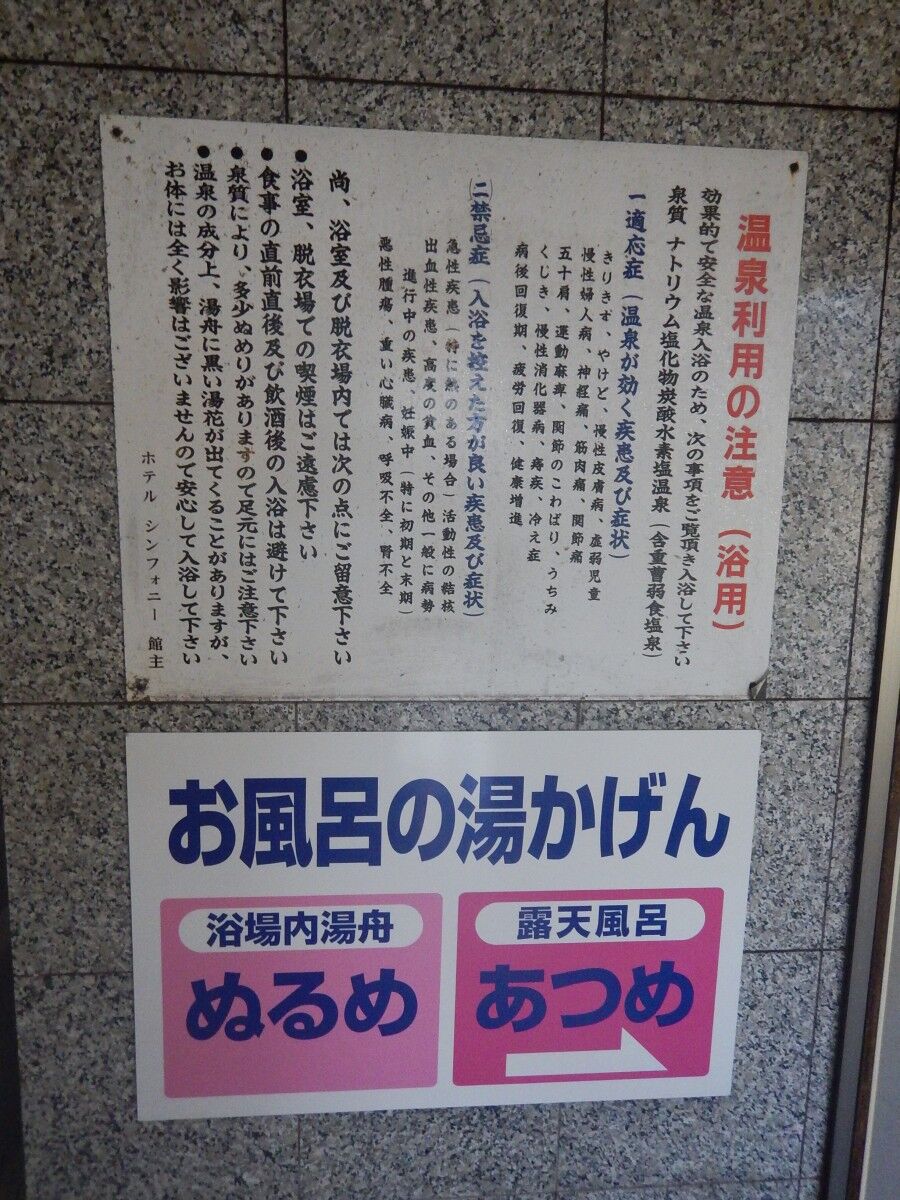 温泉利用の注意（浴用）
効果的で安全な温泉入浴のため、次の事項をご覧頂き入浴して下さい
泉質 ナトリウム塩化物炭酸水素塩温泉（含重曹弱食塩泉）
一適応症（温泉が効く疾患及び症状）
きりきず、やけど、慢性皮膚病、虚弱児童
慢性婦人病、神経痛、筋肉痛、関節痛
五十肩、運動麻痺、関節のこわばり、うちみ
くじき、慢性消化器病、痔疾、冷え症
病後回復期、疲労回復、健康増進
㈡禁忌症（入浴を控えた方が良い疾患及び症状）
急性疾患（特に熱のある場合）活動性の結核
出血性疾患、高度の貧血、その他一般に病勢
進行中の疾患、妊娠中（特に初期と末期）
悪性腫瘍、重い心臓病、呼吸不全、腎不全
尚、浴室及び脱衣場内では次の点にご留意下さい
●浴室、脱衣場での喫煙はご遠慮下さい
●食事の直前直後及び飲酒後の入浴は避けて下さい
●泉質により、多少ぬめりがありますので足元にはご注意下さい
●温泉の成分上、湯舟に黒い湯花が出てくることがありますが、
お体には全く影響はございませんので安心して入浴して下さい
ホテル シンフォニー 館主
お風呂の湯かげん
浴場内湯舟
ぬるめ
露天風呂
あつめ